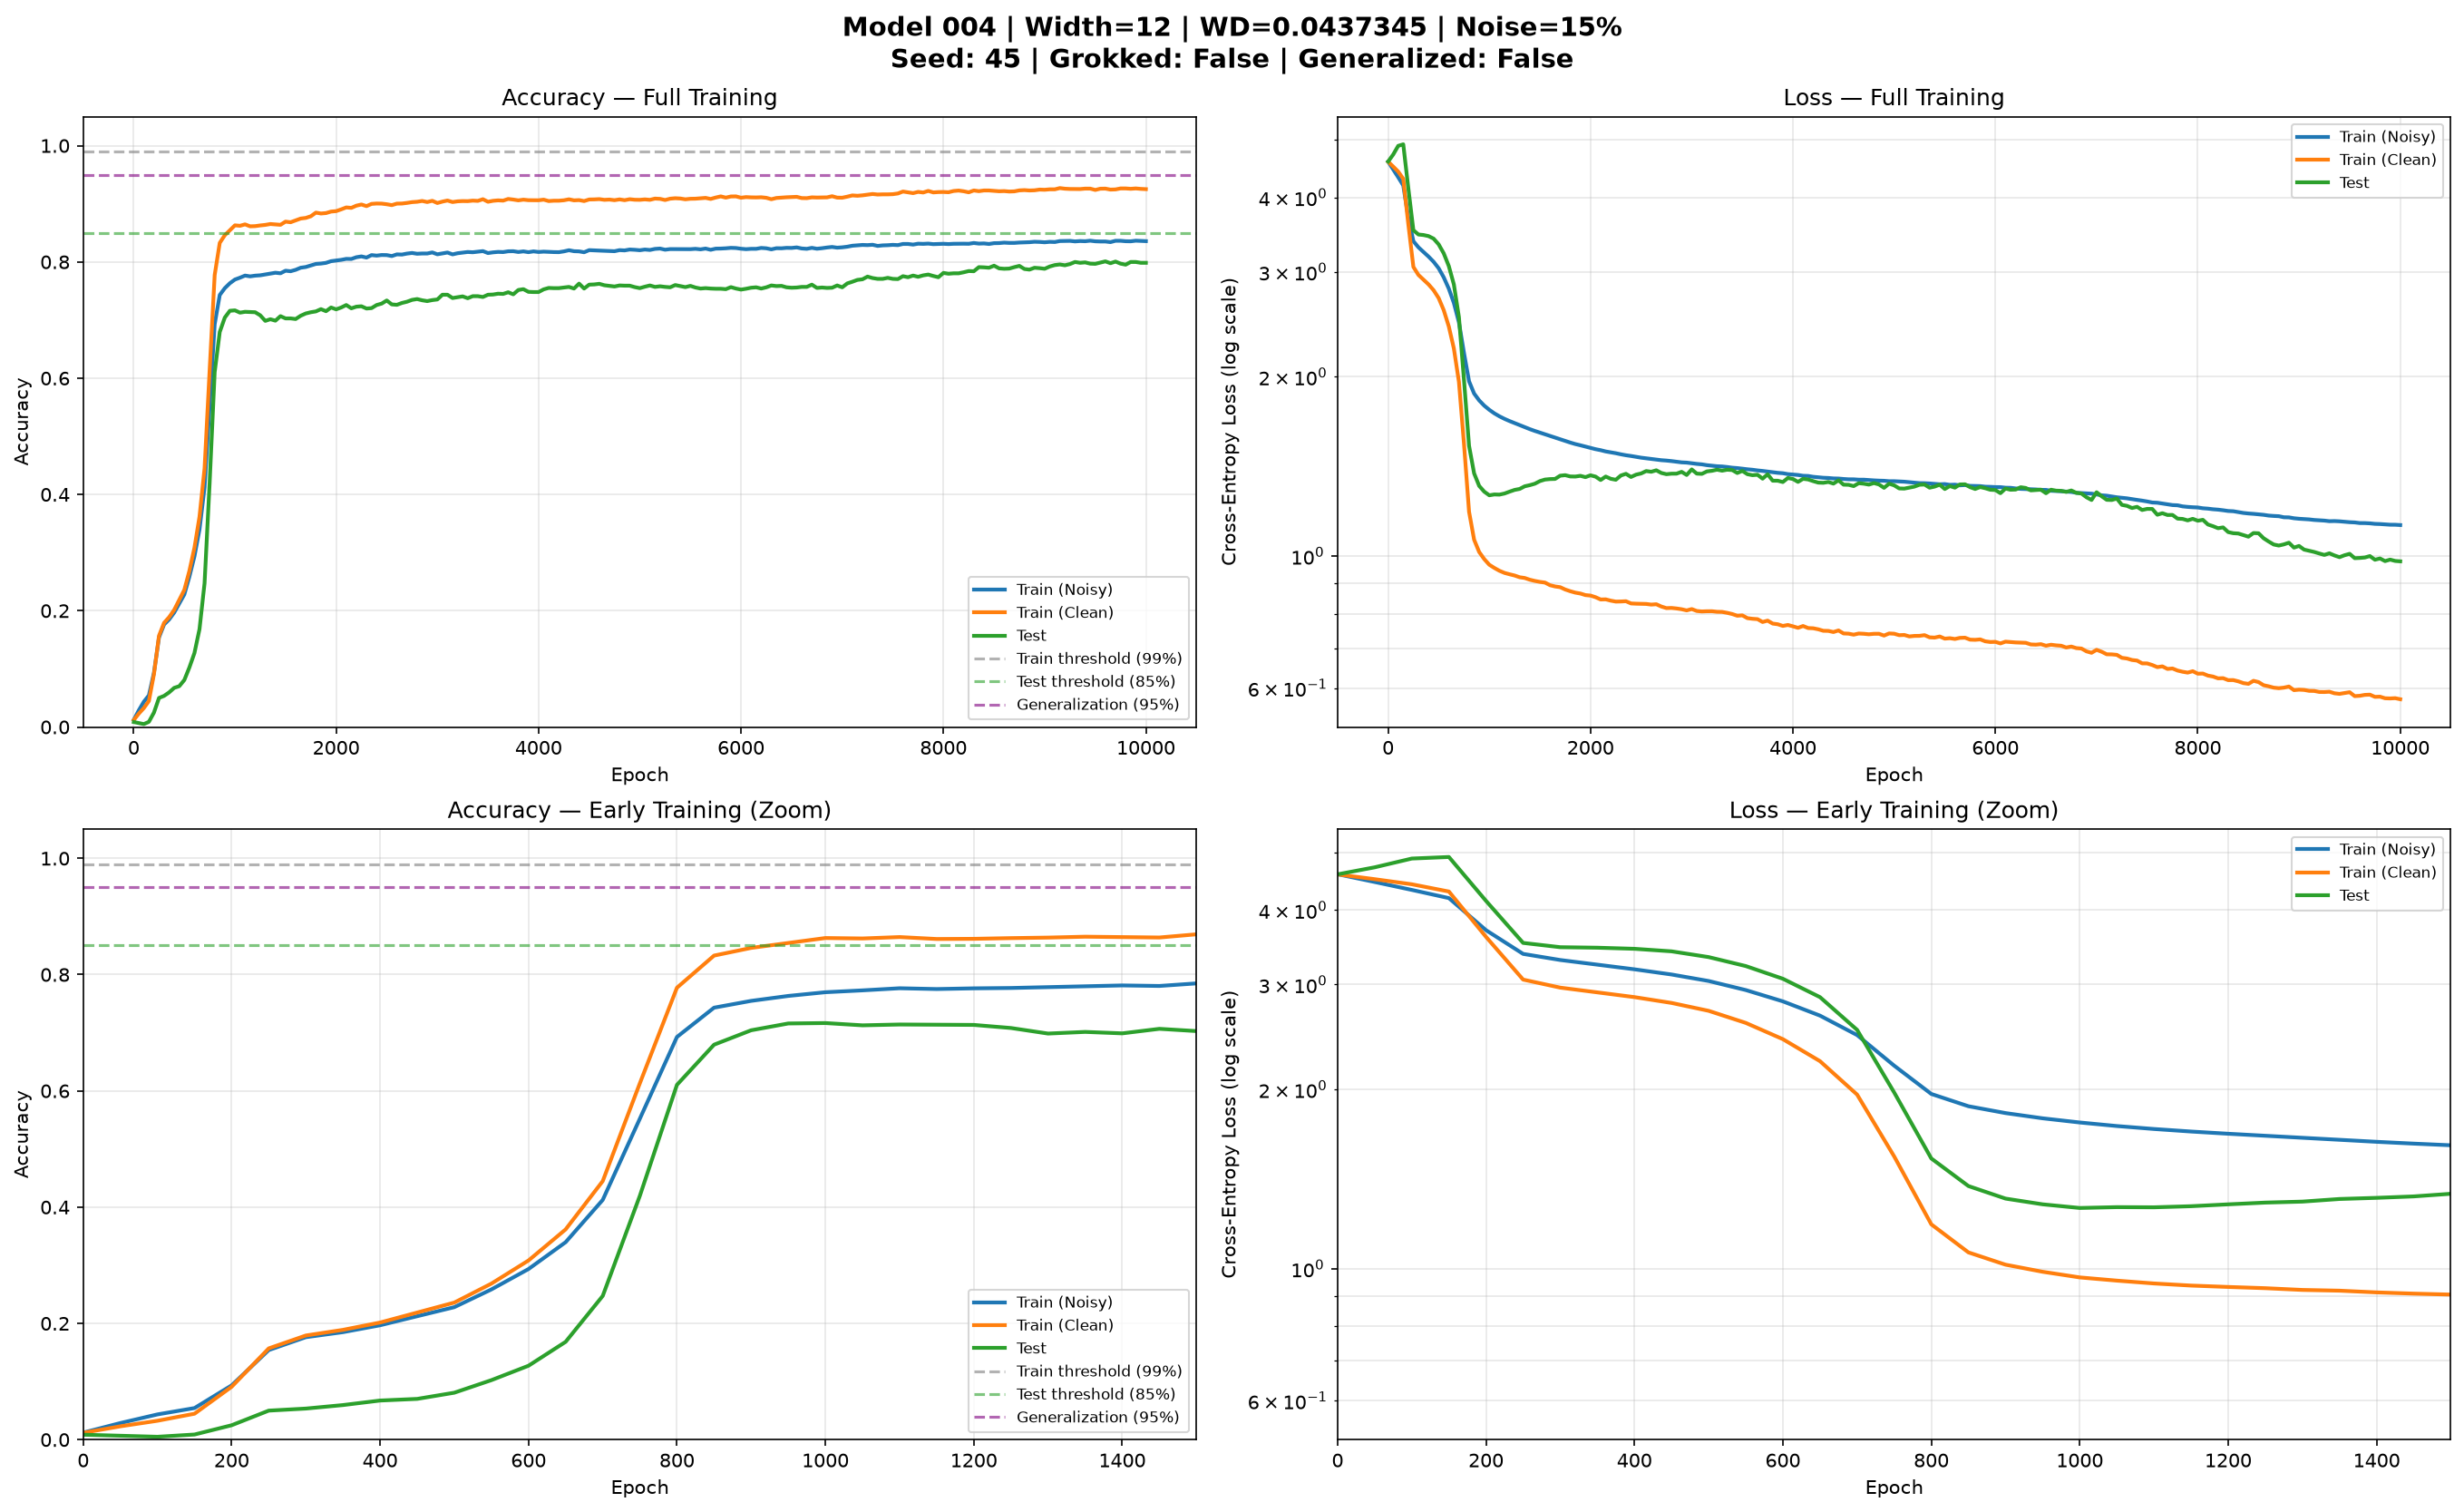 Model 004 | Width=12 | WD=0.0437345 | Noise=15%
Seed: 45 | Grokked: False | Generalized: False
Accuracy — Full Training
1.0
0.8
0.6
0.4
0.2
0.0
Accuracy
0 2000 4000 6000 8000 10000
Epoch
Train (Noisy)
Train (Clean)
Test
Train threshold (99%)
Test threshold (85%)
Generalization (95%)
Loss — Full Training
4 × 10⁰
3 × 10⁰
2 × 10⁰
10⁰
6 × 10⁻¹
Cross-Entropy Loss (log scale)
0 2000 4000 6000 8000 10000
Epoch
Train (Noisy)
Train (Clean)
Test
Accuracy — Early Training (Zoom)
1.0
0.8
0.6
0.4
0.2
0.0
Accuracy
0 200 400 600 800 1000 1200 1400
Epoch
Train (Noisy)
Train (Clean)
Test
Train threshold (99%)
Test threshold (85%)
Generalization (95%)
Loss — Early Training (Zoom)
4 × 10⁰
3 × 10⁰
2 × 10⁰
10⁰
6 × 10⁻¹
Cross-Entropy Loss (log scale)
0 200 400 600 800 1000 1200 1400
Epoch
Train (Noisy)
Train (Clean)
Test